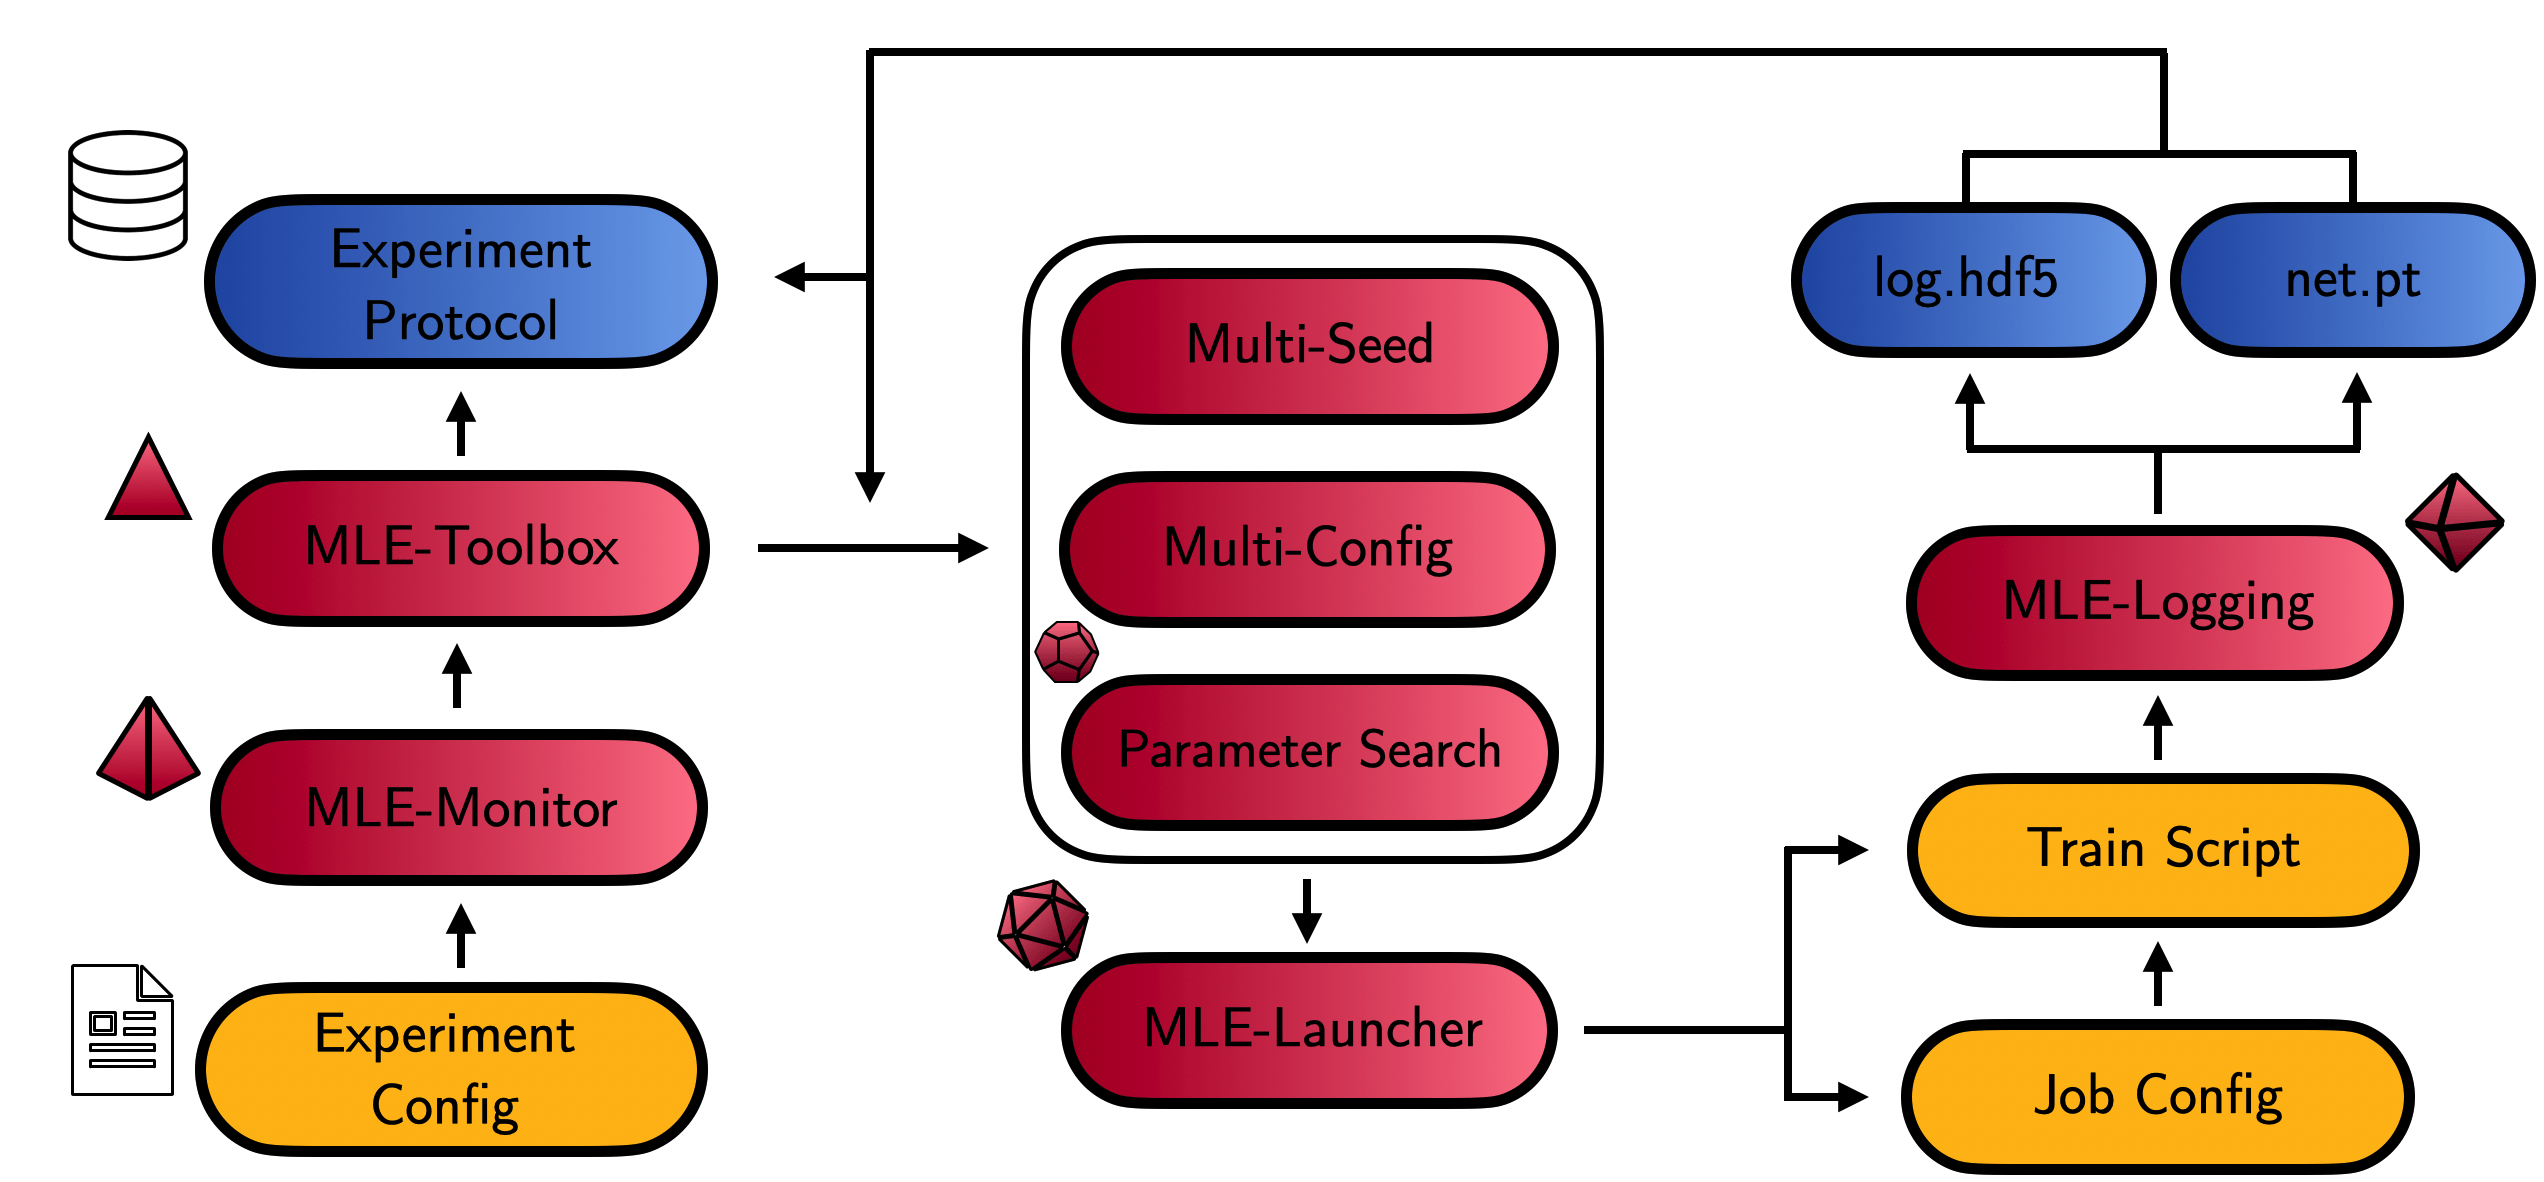 Experiment
Protocol
MLE-Toolbox
MLE-Monitor
Experiment
Config
Multi-Seed
Multi-Config
Parameter Search
MLE-Launcher
log.hdf5
net.pt
MLE-Logging
Train Script
Job Config